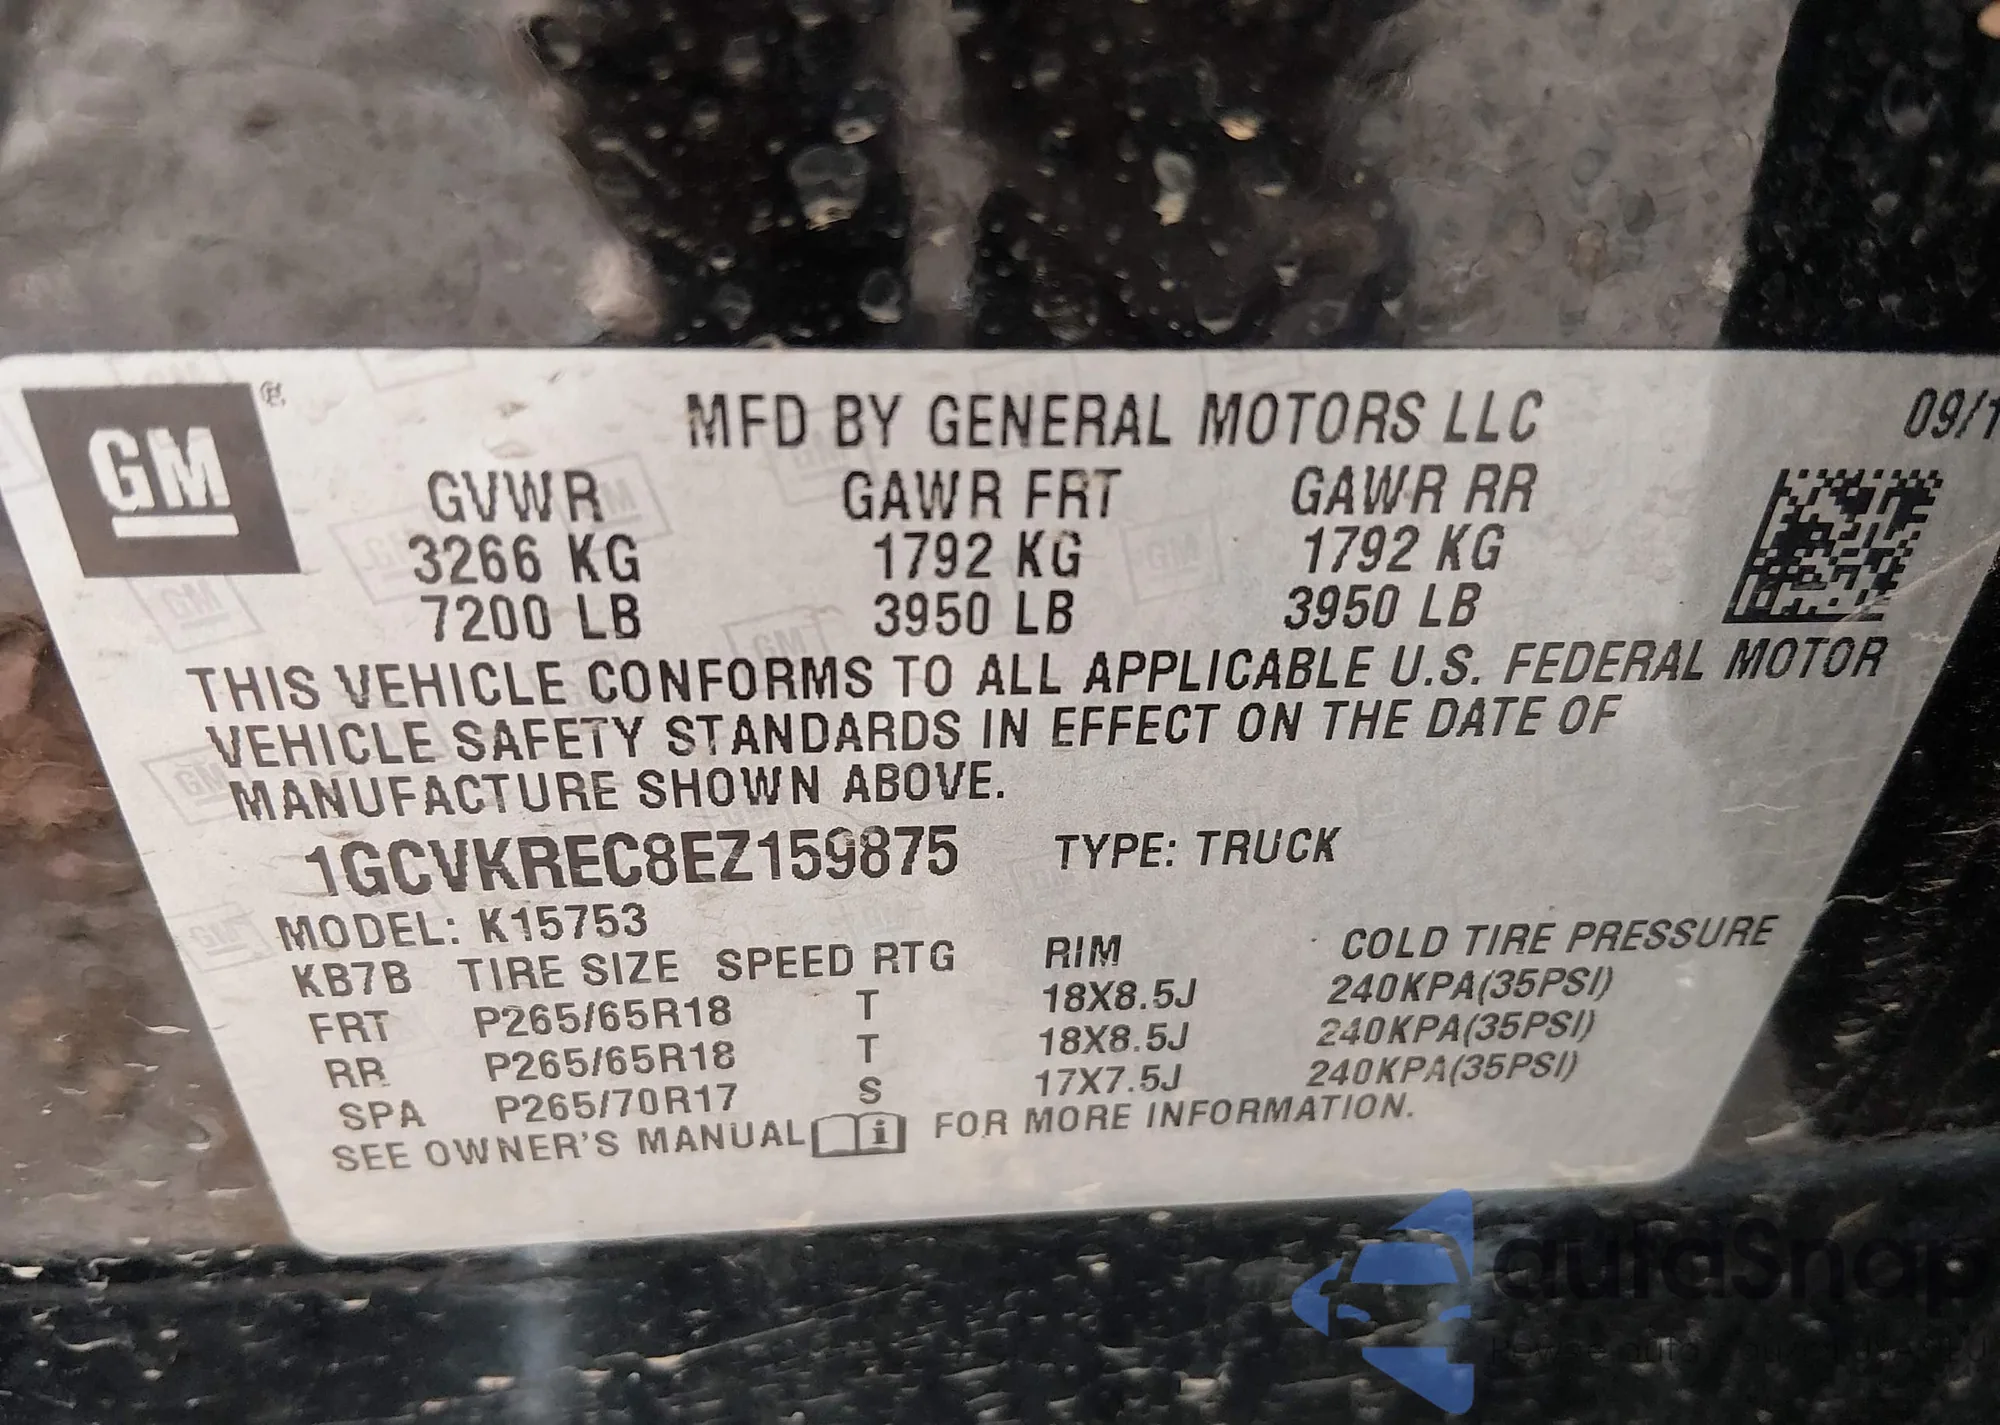 GM
MFD BY GENERAL MOTORS LLC
09/1
GVWR GAWR FRT GAWR RR
3266 KG 1792 KG 1792 KG
7200 LB 3950 LB 3950 LB
THIS VEHICLE CONFORMS TO ALL APPLICABLE U.S. FEDERAL MOTOR
VEHICLE SAFETY STANDARDS IN EFFECT ON THE DATE OF
MANUFACTURE SHOWN ABOVE.
1GCVKREC8EZ159875 TYPE: TRUCK
MODEL: K15753
KB7B TIRE SIZE SPEED RTG RIM COLD TIRE PRESSURE
FRT P265/65R18 T 18X8.5J 240KPA(35PSI)
RR P265/65R18 T 18X8.5J 240KPA(35PSI)
SPA P265/70R17 S 17X7.5J 240KPA(35PSI)
SEE OWNER'S MANUAL i FOR MORE INFORMATION.
autaSnap